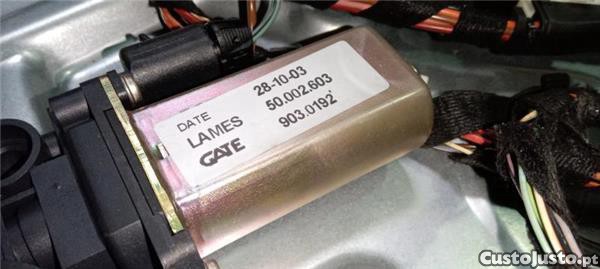 DATE 28-10-03
LAMES 50.002.603
GATE 903.0192
CustoJusto.pt